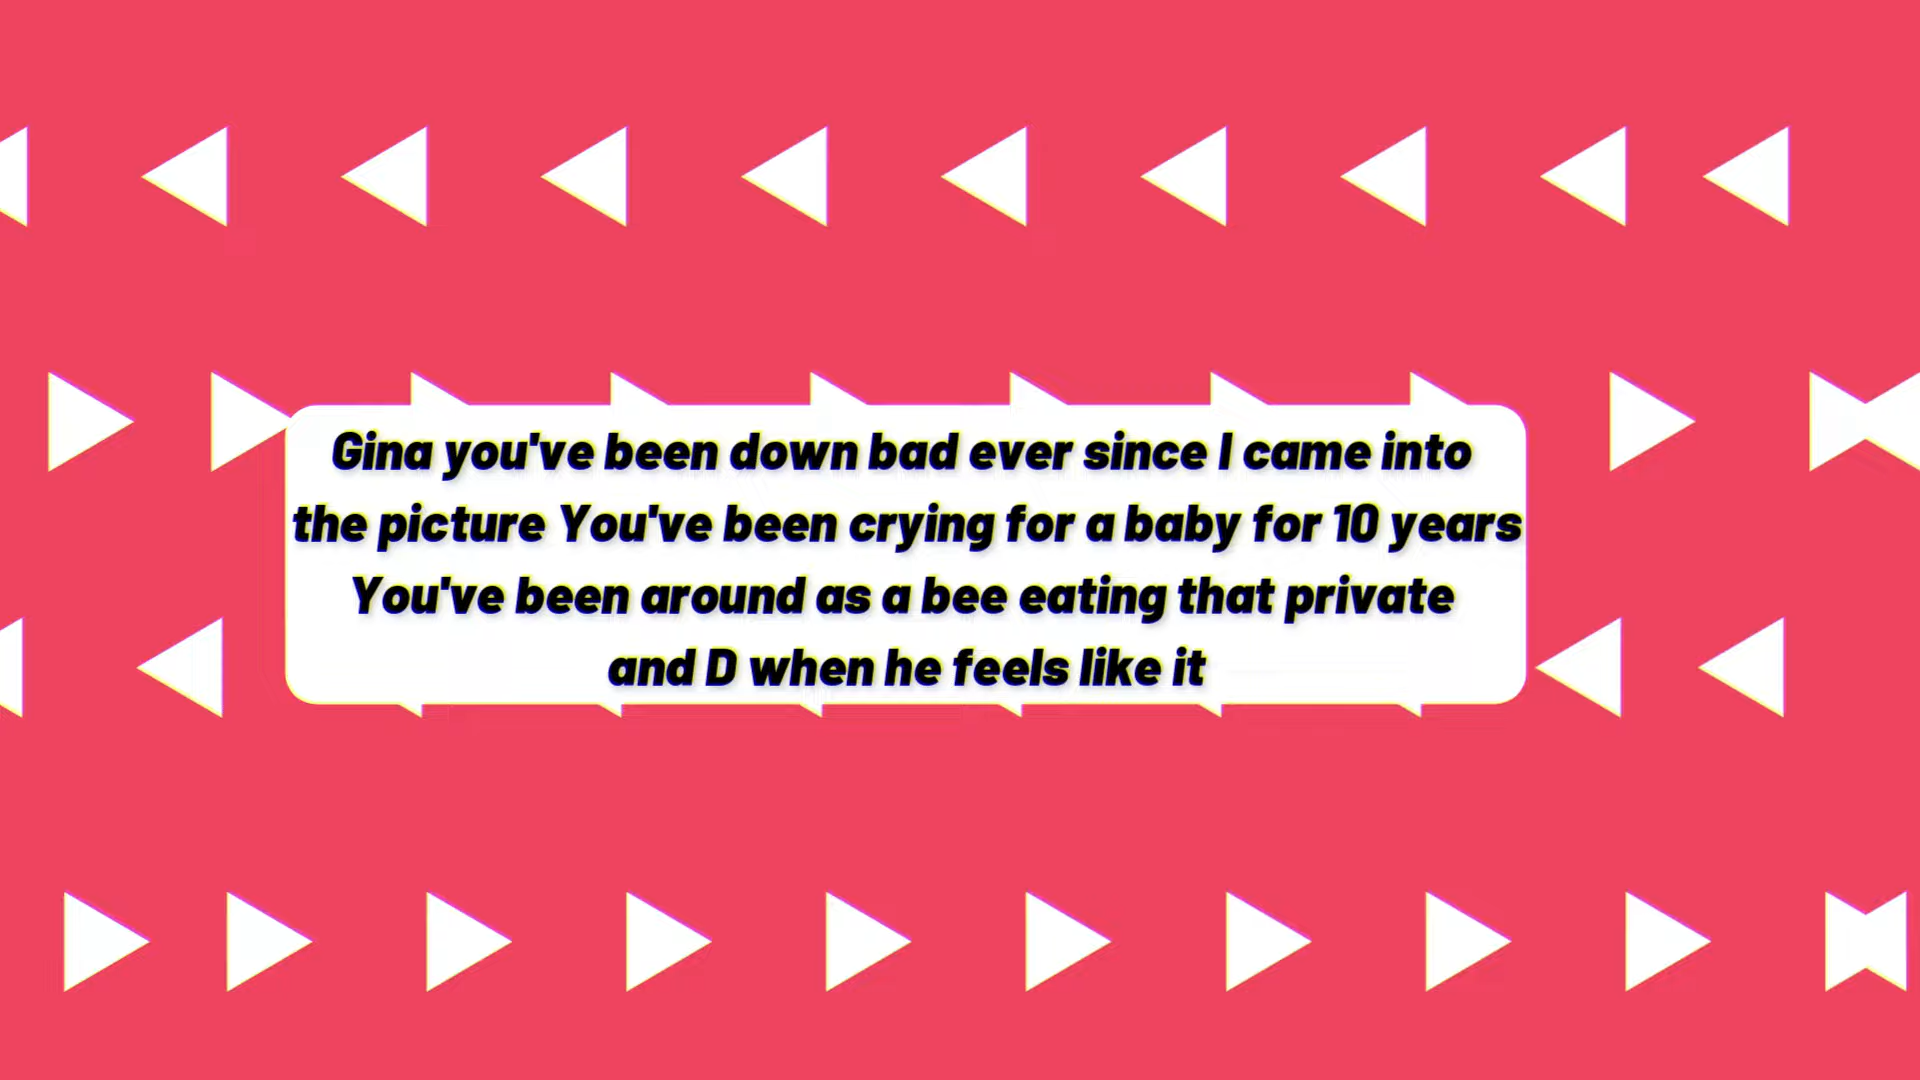 Gina you've been down bad ever since I came into
the picture You've been crying for a baby for 10 years
You've been around as a bee eating that private
and D when he feels like it